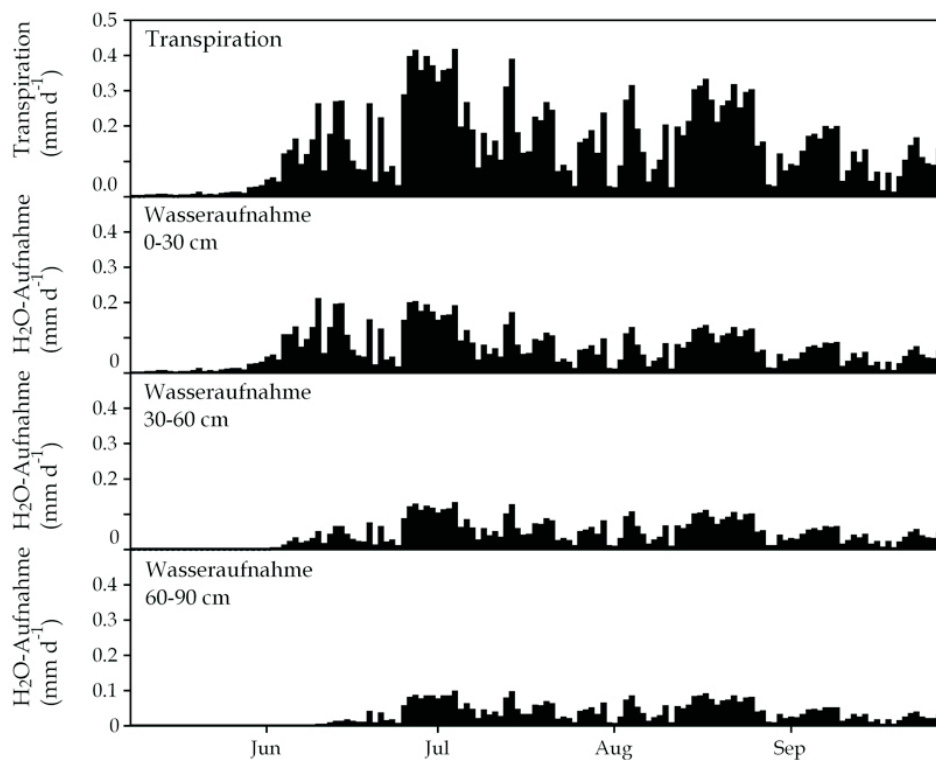 Transpiration
(mm d-1)
0.5
0.4
0.3
0.2
0.0
Transpiration
H2O-Aufnahme
(mm d-1)
0.4
0.3
0.2
0
Wasseraufnahme
0-30 cm
H2O-Aufnahme
(mm d-1)
0.4
0.3
0.2
0
Wasseraufnahme
30-60 cm
H2O-Aufnahme
(mm d-1)
0.4
0.3
0.2
0.1
0
Wasseraufnahme
60-90 cm
Jun Jul Aug Sep